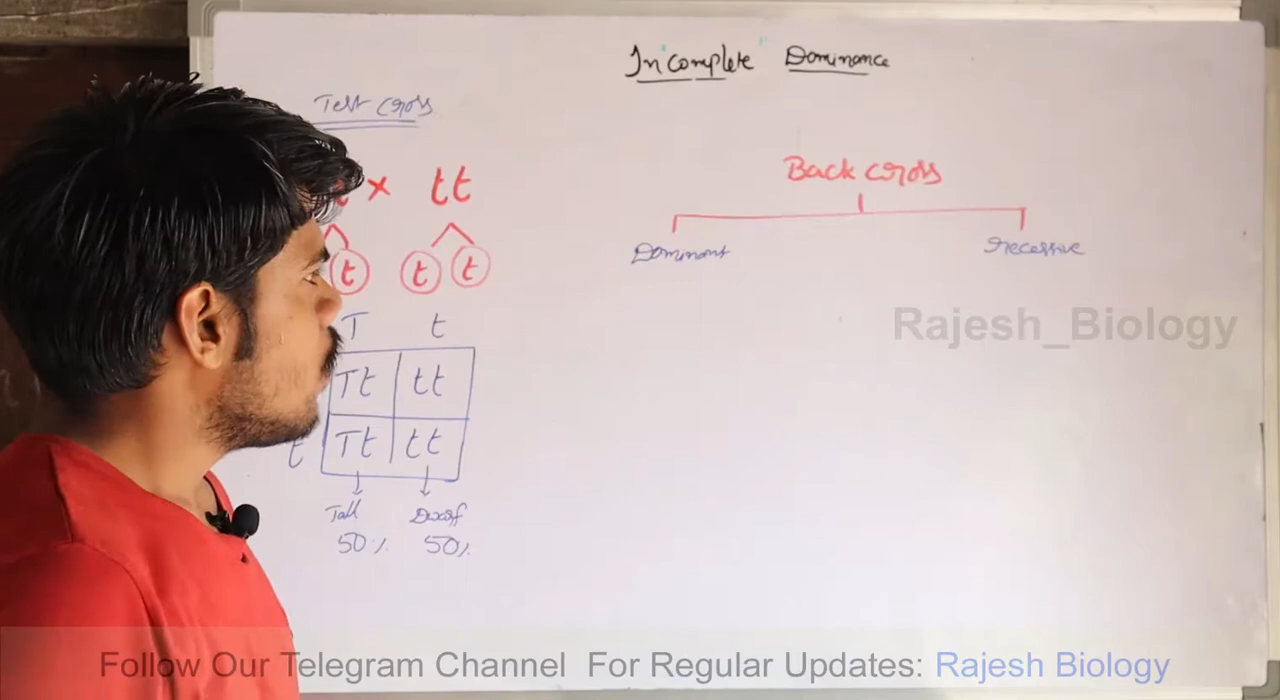 "Incomplete" Dominance
Test cross
Back cross
× tt
t t t
Dominant recessive
T t
Rajesh_Biology
Tt tt
t Tt tt
Tall Dwarf
50% 50%
Follow Our Telegram Channel For Regular Updates: Rajesh Biology